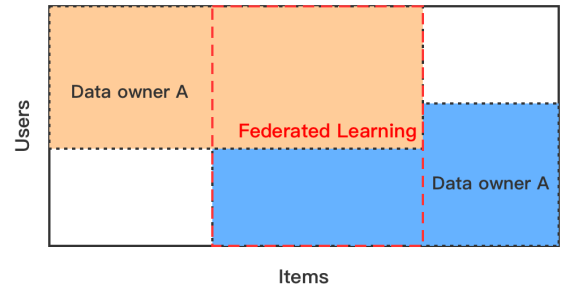 Data owner A
Federated Learning
Data owner A
Users
Items